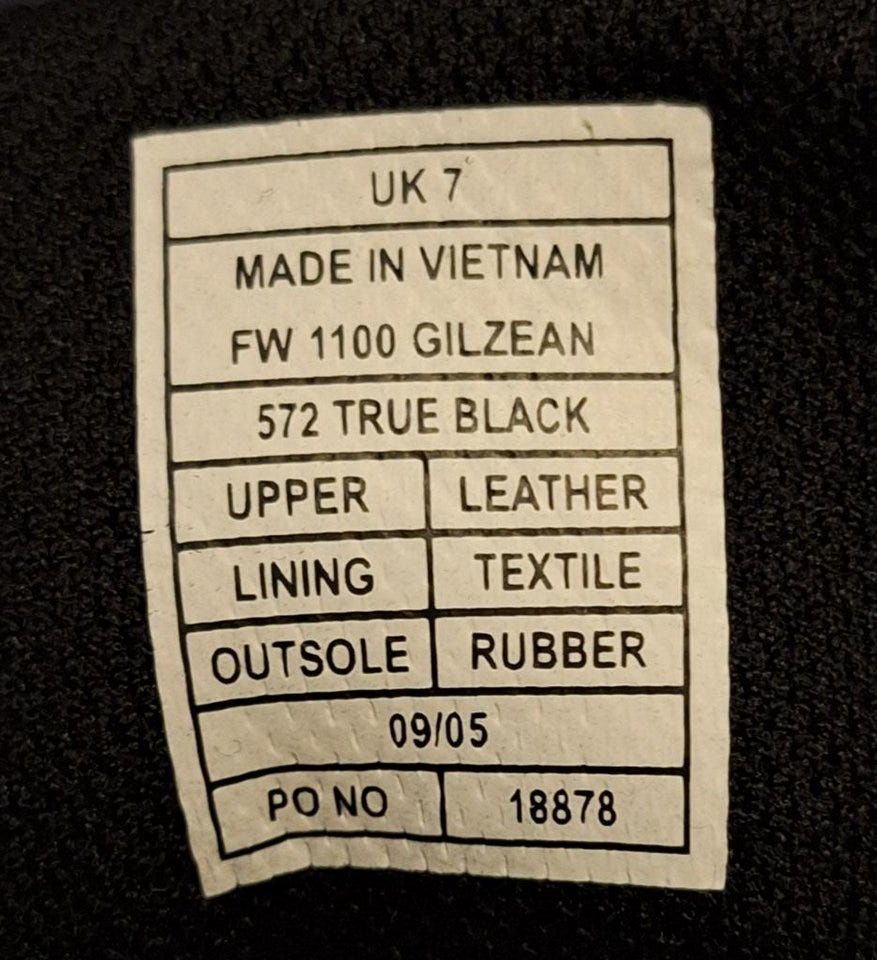 UK 7
MADE IN VIETNAM
FW 1100 GILZEAN
572 TRUE BLACK
UPPER LEATHER
LINING TEXTILE
OUTSOLE RUBBER
09/05
PO NO 18878